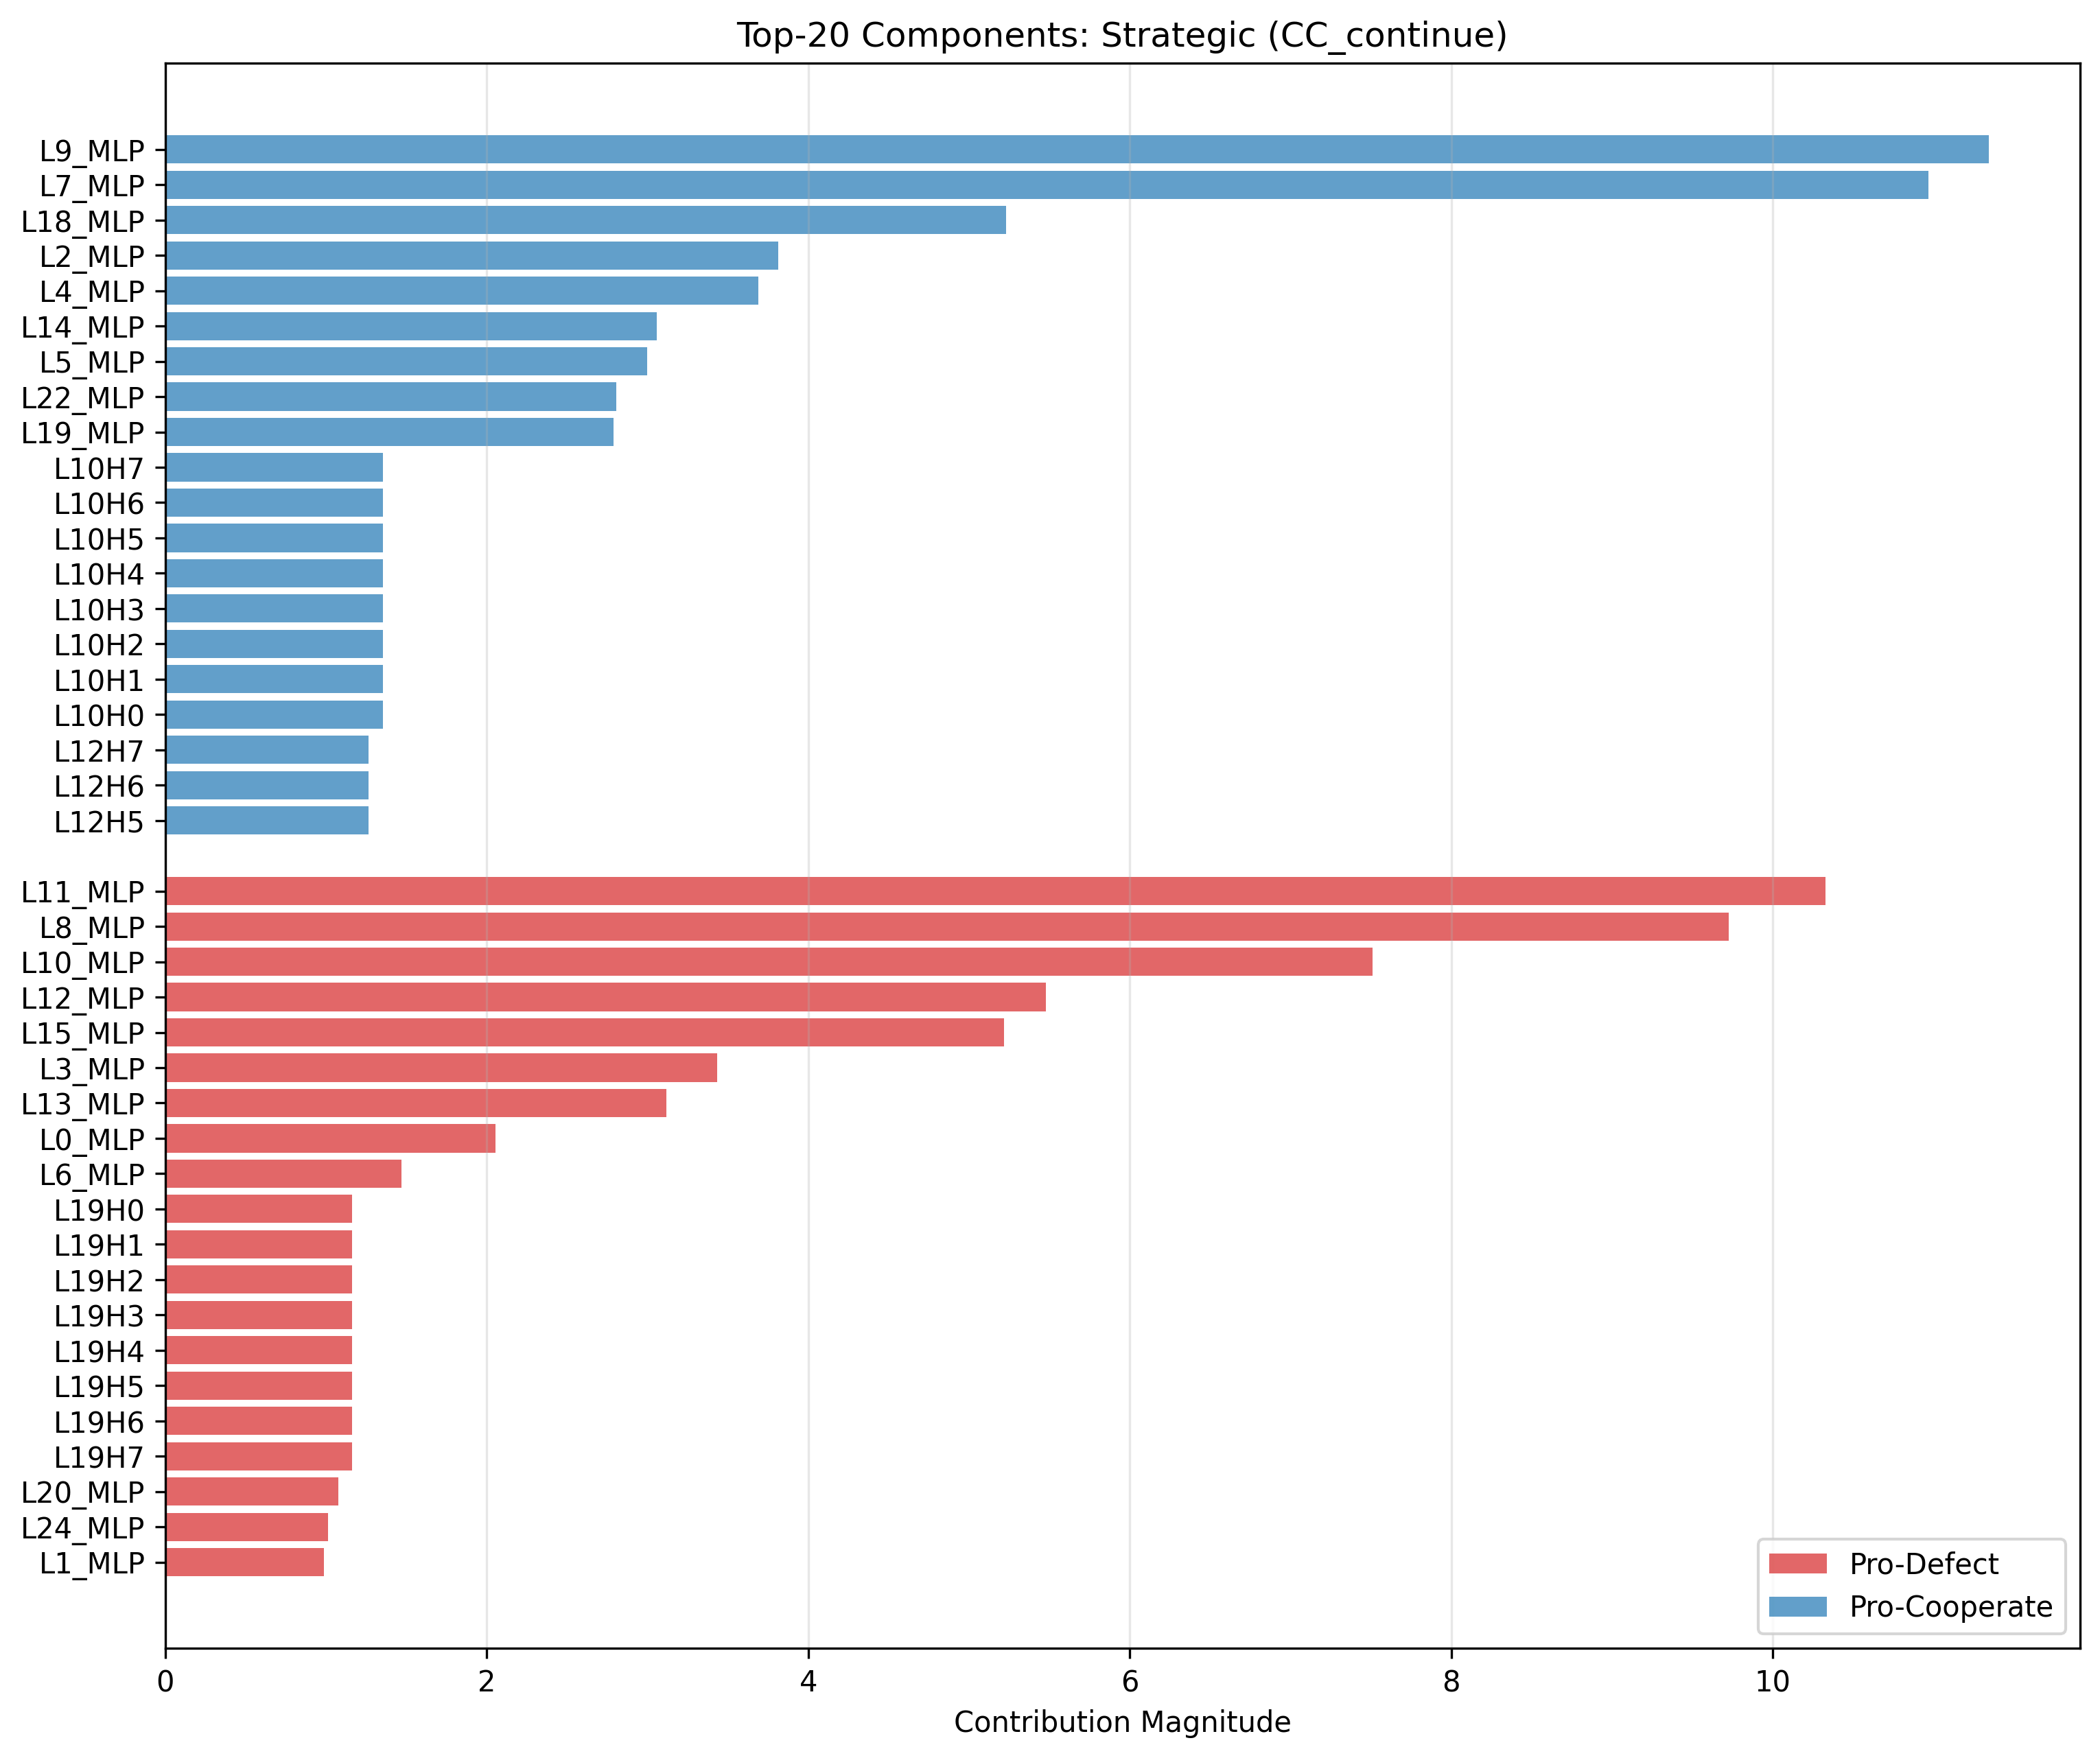 Top-20 Components: Strategic (CC_continue)
L9_MLP
L7_MLP
L18_MLP
L2_MLP
L4_MLP
L14_MLP
L5_MLP
L22_MLP
L19_MLP
L10H7
L10H6
L10H5
L10H4
L10H3
L10H2
L10H1
L10H0
L12H7
L12H6
L12H5
L11_MLP
L8_MLP
L10_MLP
L12_MLP
L15_MLP
L3_MLP
L13_MLP
L0_MLP
L6_MLP
L19H0
L19H1
L19H2
L19H3
L19H4
L19H5
L19H6
L19H7
L20_MLP
L24_MLP
L1_MLP
Pro-Defect
Pro-Cooperate
0 2 4 6 8 10
Contribution Magnitude